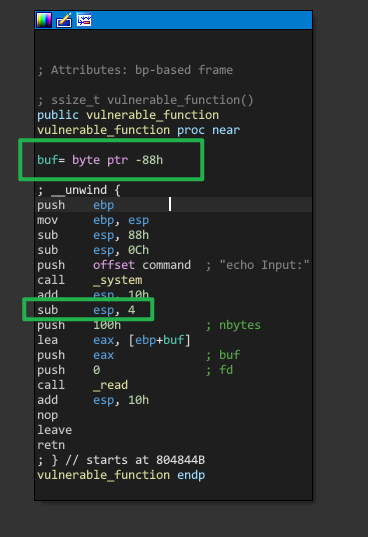 ; Attributes: bp-based frame
; ssize_t vulnerable_function()
public vulnerable_function
vulnerable_function proc near
buf= byte ptr -88h
; __unwind {
push ebp
mov ebp, esp
sub esp, 88h
sub esp, 0Ch
push offset command ; "echo Input:"
call _system
add esp, 10h
sub esp, 4
push 100h ; nbytes
lea eax, [ebp+buf]
push eax ; buf
push 0 ; fd
call _read
add esp, 10h
nop
leave
retn
; } // starts at 804844B
vulnerable_function endp